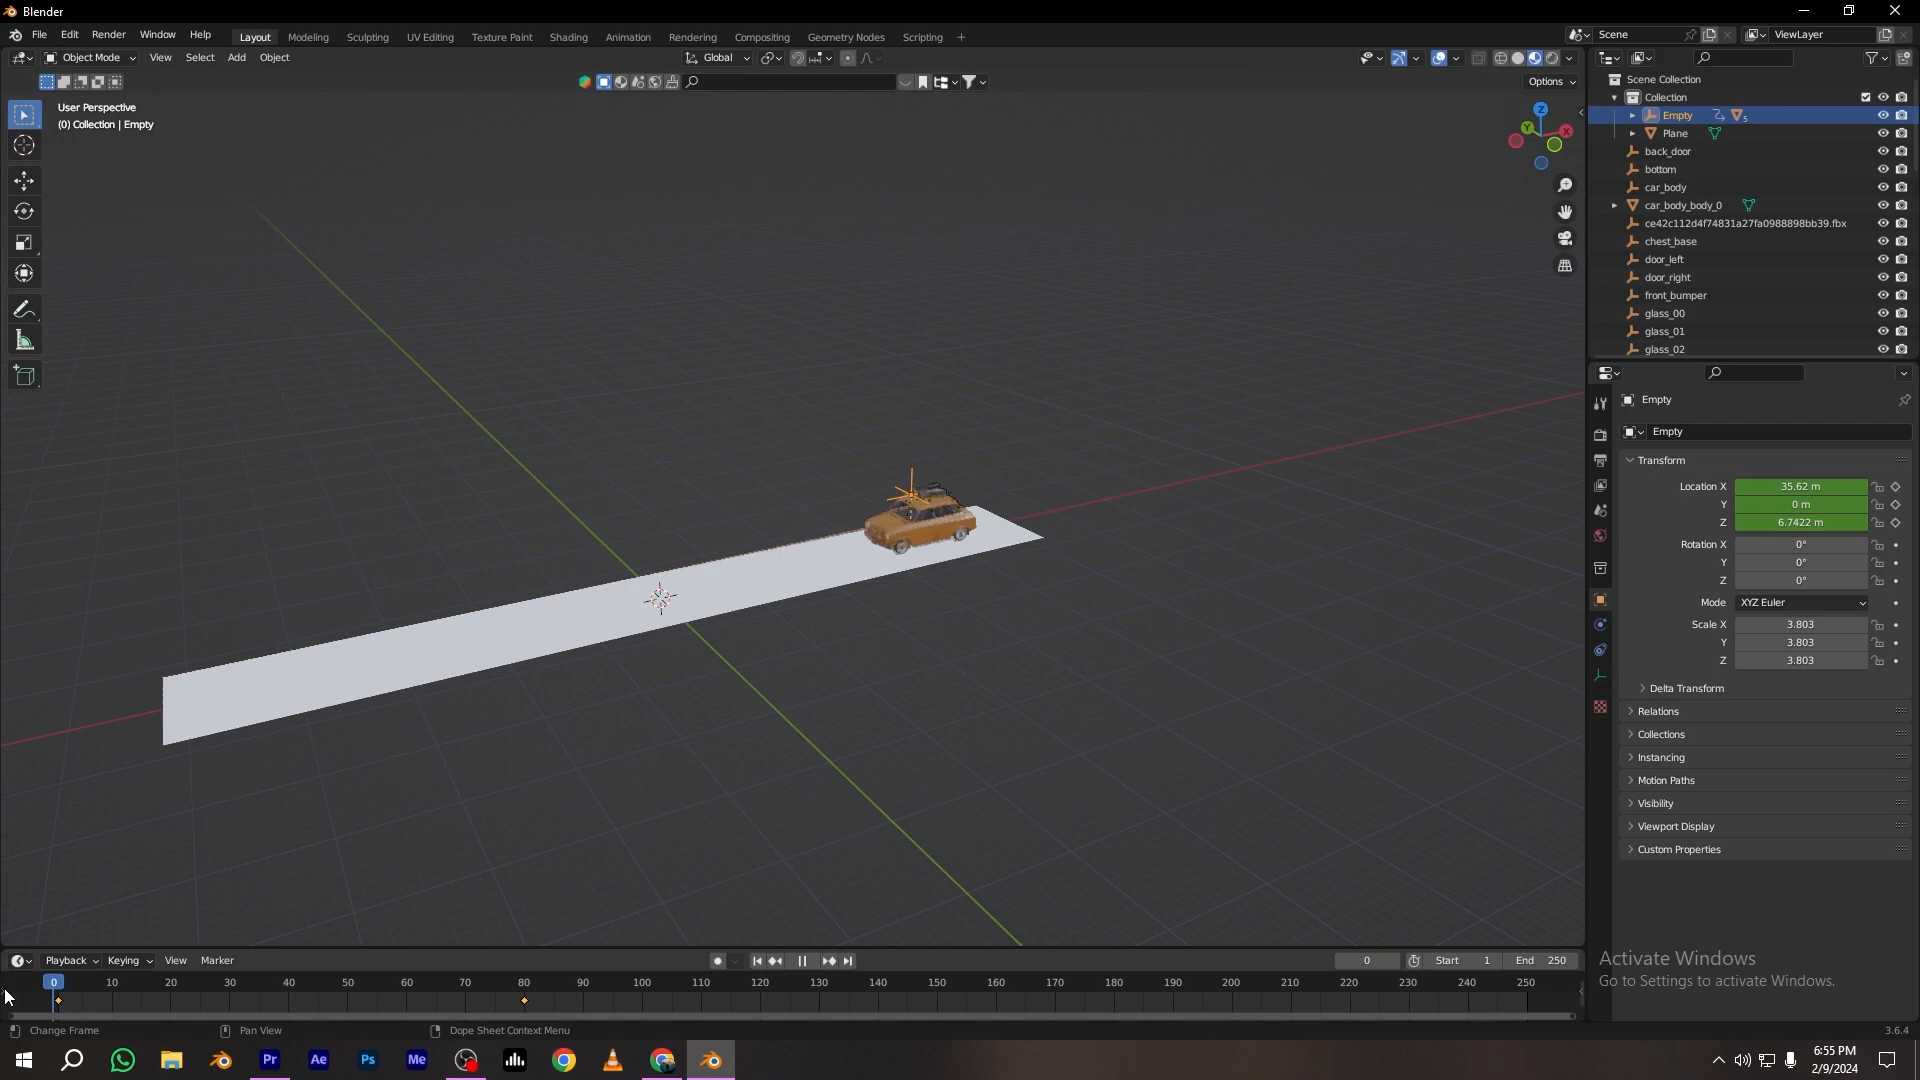 Blender
File Edit Render Window Help Layout Modeling Sculpting UV Editing Texture Paint Shading Animation Rendering Compositing Geometry Nodes Scripting + Scene ViewLayer
Object Mode View Select Add Object Global
Options
User Perspective
(0) Collection | Empty
Z
Y
X
Scene Collection
Collection
Empty 5
Plane
back_door
bottom
car_body
car_body_body_0
ce42c112d4f74831a27fa0988898bb39.fbx
chest_base
door_left
door_right
front_bumper
glass_00
glass_01
glass_02
Empty
Empty
Transform
Location X 35.62 m
Y 0 m
Z 6.7422 m
Rotation X 0°
Y 0°
Z 0°
Mode XYZ Euler
Scale X 3.803
Y 3.803
Z 3.803
Delta Transform
Relations
Collections
Instancing
Motion Paths
Visibility
Viewport Display
Custom Properties
Activate Windows
Go to Settings to activate Windows.
Playback Keying View Marker 0 Start 1 End 250
0 10 20 30 40 50 60 70 80 90 100 110 120 130 140 150 160 170 180 190 200 210 220 230 240 250
Change Frame Pan View Dope Sheet Context Menu 3.6.4
Pr Ae Ps Me
6:55 PM
2/9/2024